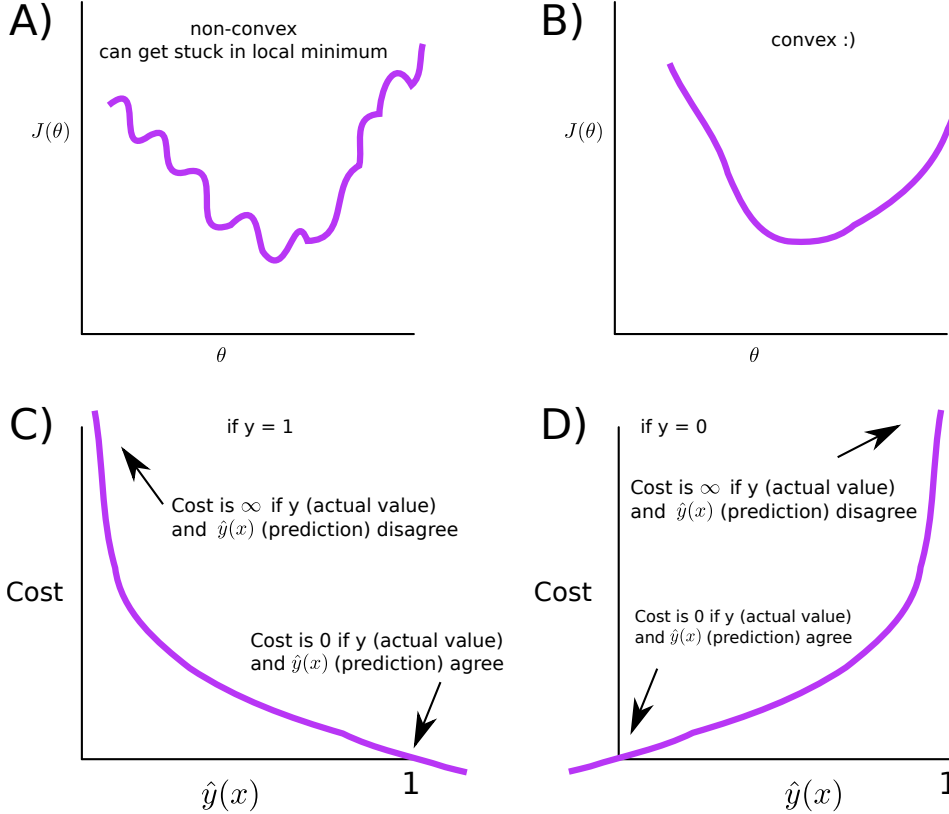 A)
non-convex
can get stuck in local minimum
J(θ)
θ
B)
convex :)
J(θ)
θ
C)
if y = 1
Cost is ∞ if y (actual value)
and ŷ(x) (prediction) disagree
Cost
Cost is 0 if y (actual value)
and ŷ(x) (prediction) agree
ŷ(x)
1
D)
if y = 0
Cost is ∞ if y (actual value)
and ŷ(x) (prediction) disagree
Cost
Cost is 0 if y (actual value)
and ŷ(x) (prediction) agree
ŷ(x)
1